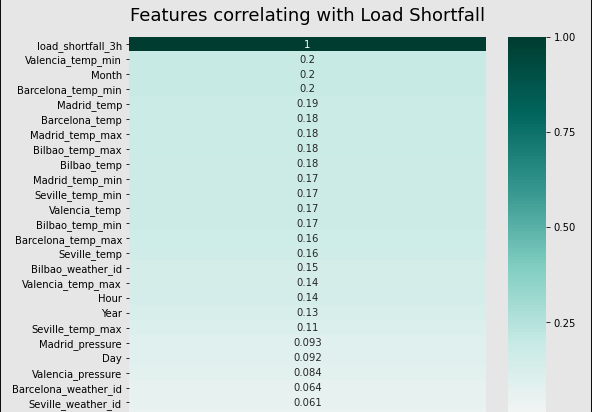 Features correlating with Load Shortfall
load_shortfall_3h 1
Valencia_temp_min 0.2
Month 0.2
Barcelona_temp_min 0.2
Madrid_temp 0.19
Barcelona_temp 0.18
Madrid_temp_max 0.18
Bilbao_temp_max 0.18
Bilbao_temp 0.18
Madrid_temp_min 0.17
Seville_temp_min 0.17
Valencia_temp 0.17
Bilbao_temp_min 0.17
Barcelona_temp_max 0.16
Seville_temp 0.16
Bilbao_weather_id 0.15
Valencia_temp_max 0.14
Hour 0.14
Year 0.13
Seville_temp_max 0.11
Madrid_pressure 0.093
Day 0.092
Valencia_pressure 0.084
Barcelona_weather_id 0.064
Seville_weather_id 0.061
1.00
0.75
0.50
0.25